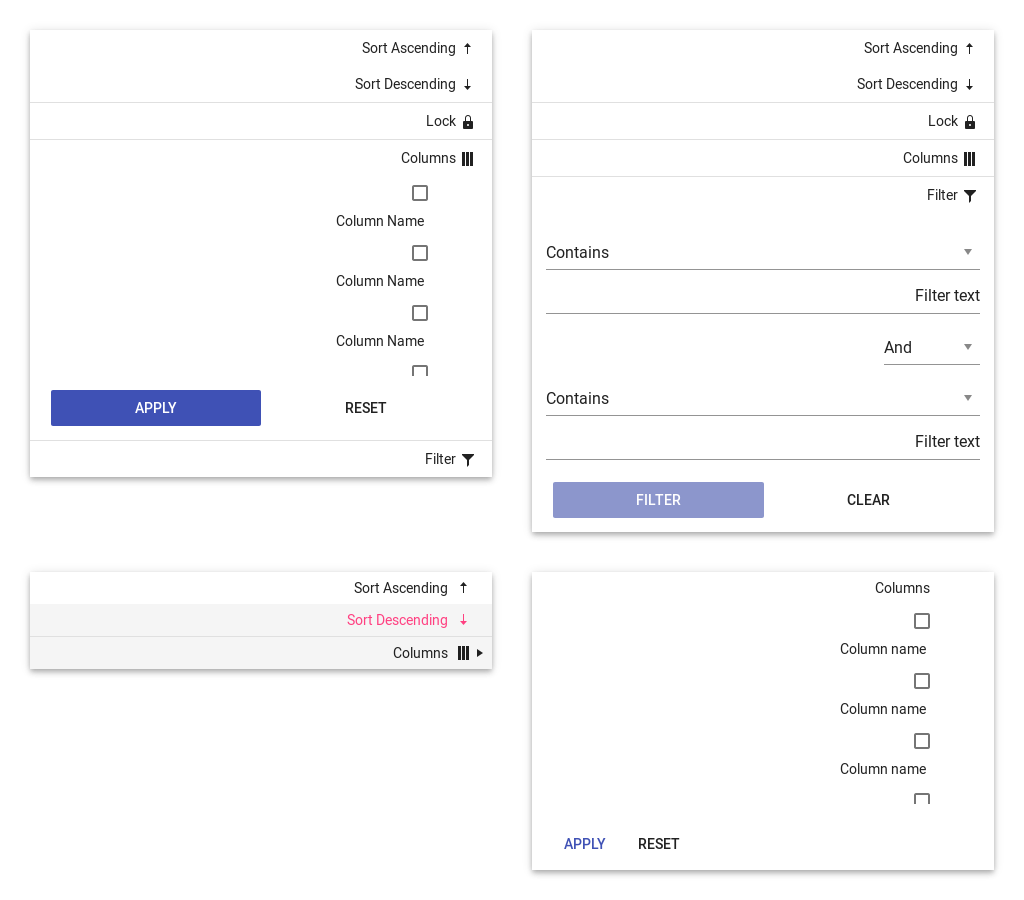 Sort Ascending
Sort Descending
Lock
Columns
Column Name
Column Name
Column Name
APPLY RESET
Filter
Sort Ascending
Sort Descending
Lock
Columns
Filter
Contains
Filter text
And
Contains
Filter text
FILTER CLEAR
Sort Ascending
Sort Descending
Columns
Columns
Column name
Column name
Column name
APPLY RESET